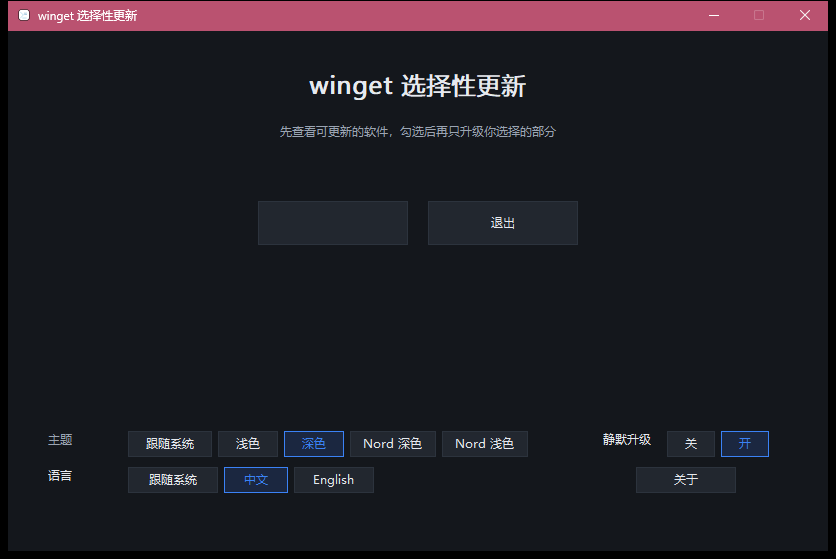 winget 选择性更新
winget 选择性更新
先查看可更新的软件，勾选后再只升级你选择的部分
退出
主题 跟随系统 浅色 深色 Nord 深色 Nord 浅色 静默升级 关 开
语言 跟随系统 中文 English 关于